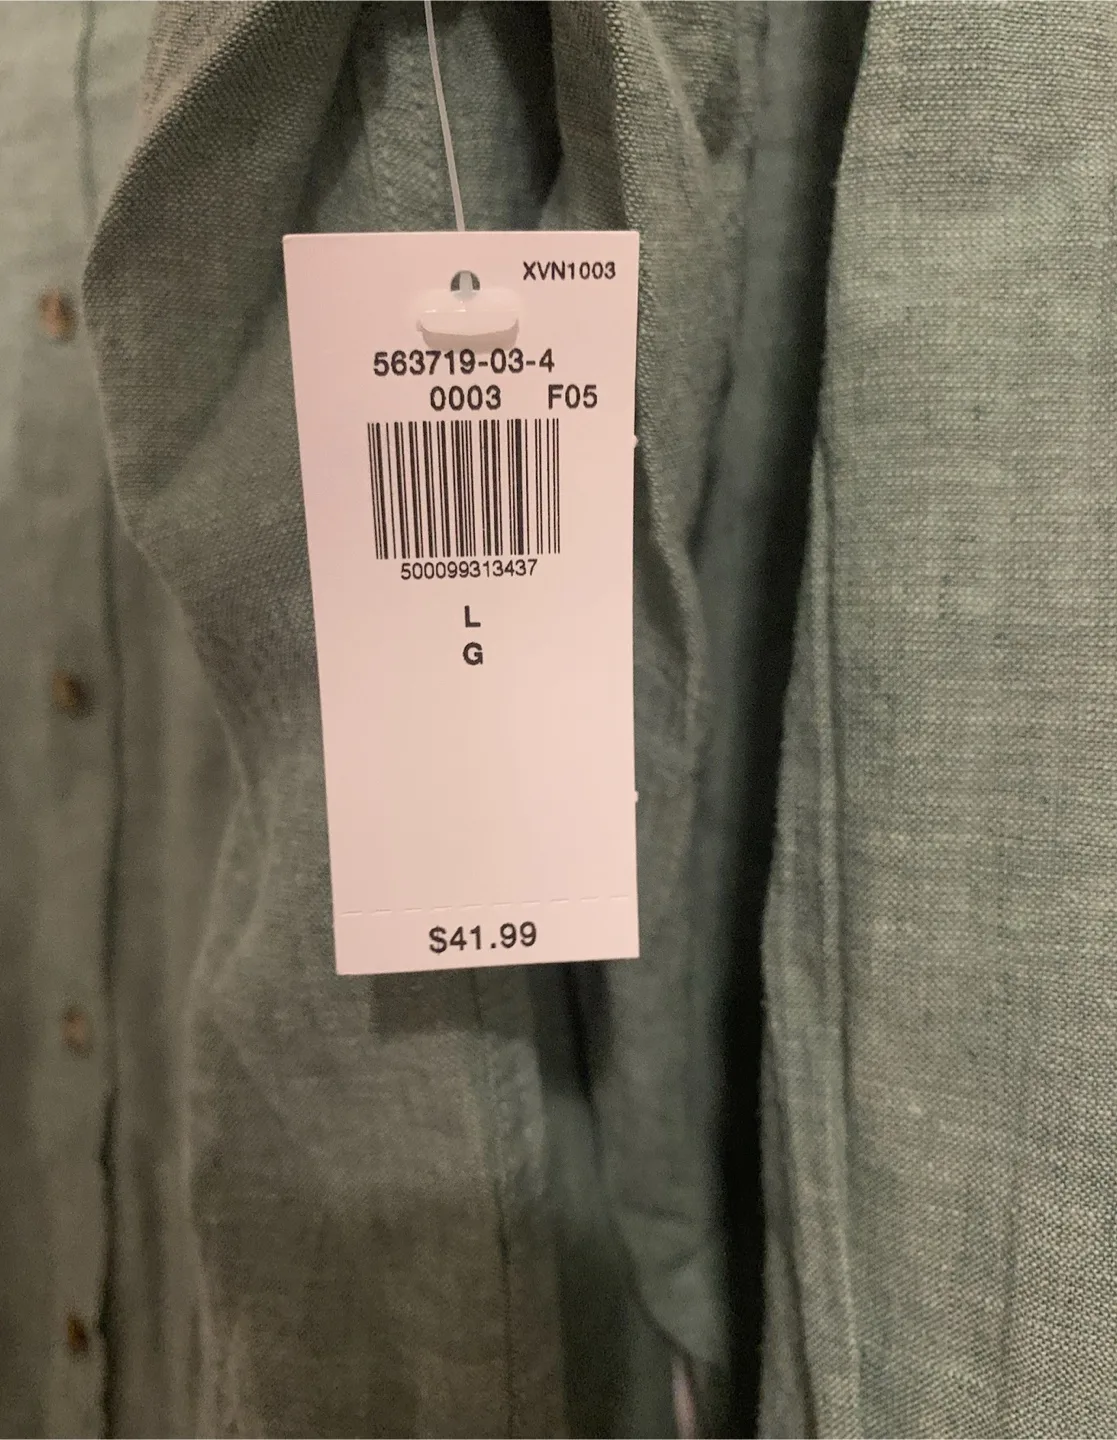 XVN1003
563719-03-4
0003 F05
500099313437
L
G
$41.99